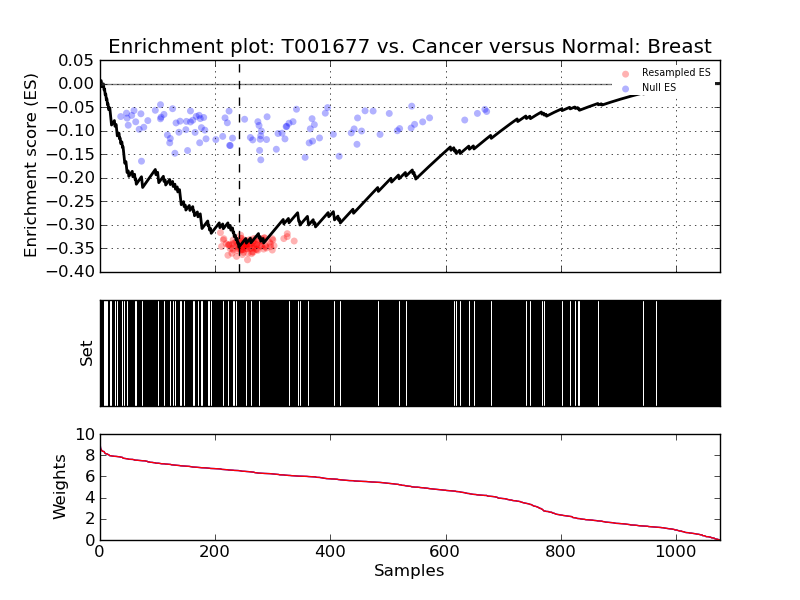 Enrichment plot: T001677 vs. Cancer versus Normal: Breast
Enrichment score (ES)
0.05
0.00
−0.05
−0.10
−0.15
−0.20
−0.25
−0.30
−0.35
−0.40
Resampled ES
Null ES
Set
Weights
10
8
6
4
2
0
0 200 400 600 800 1000
Samples